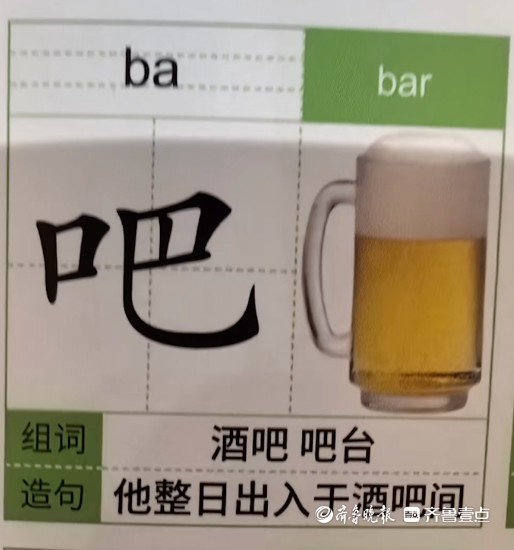 ba
bar
吧
组词
酒吧 吧台
造句
他整日出入于酒吧间
齐鲁晚报 齐鲁壹点